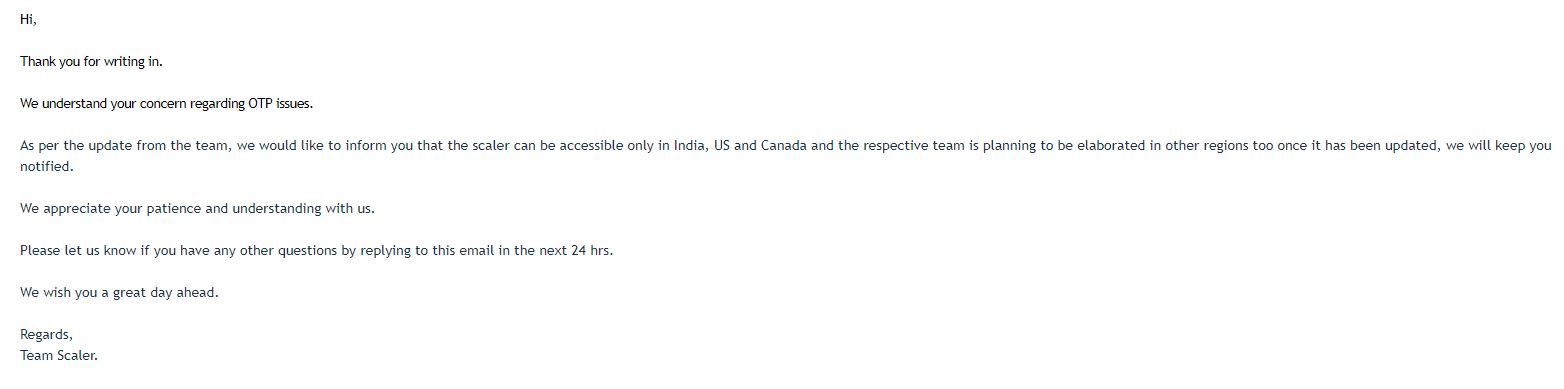 Hi,
Thank you for writing in.
We understand your concern regarding OTP issues.
As per the update from the team, we would like to inform you that the scaler can be accessible only in India, US and Canada and the respective team is planning to be elaborated in other regions too once it has been updated, we will keep you
notified.
We appreciate your patience and understanding with us.
Please let us know if you have any other questions by replying to this email in the next 24 hrs.
We wish you a great day ahead.
Regards,
Team Scaler.